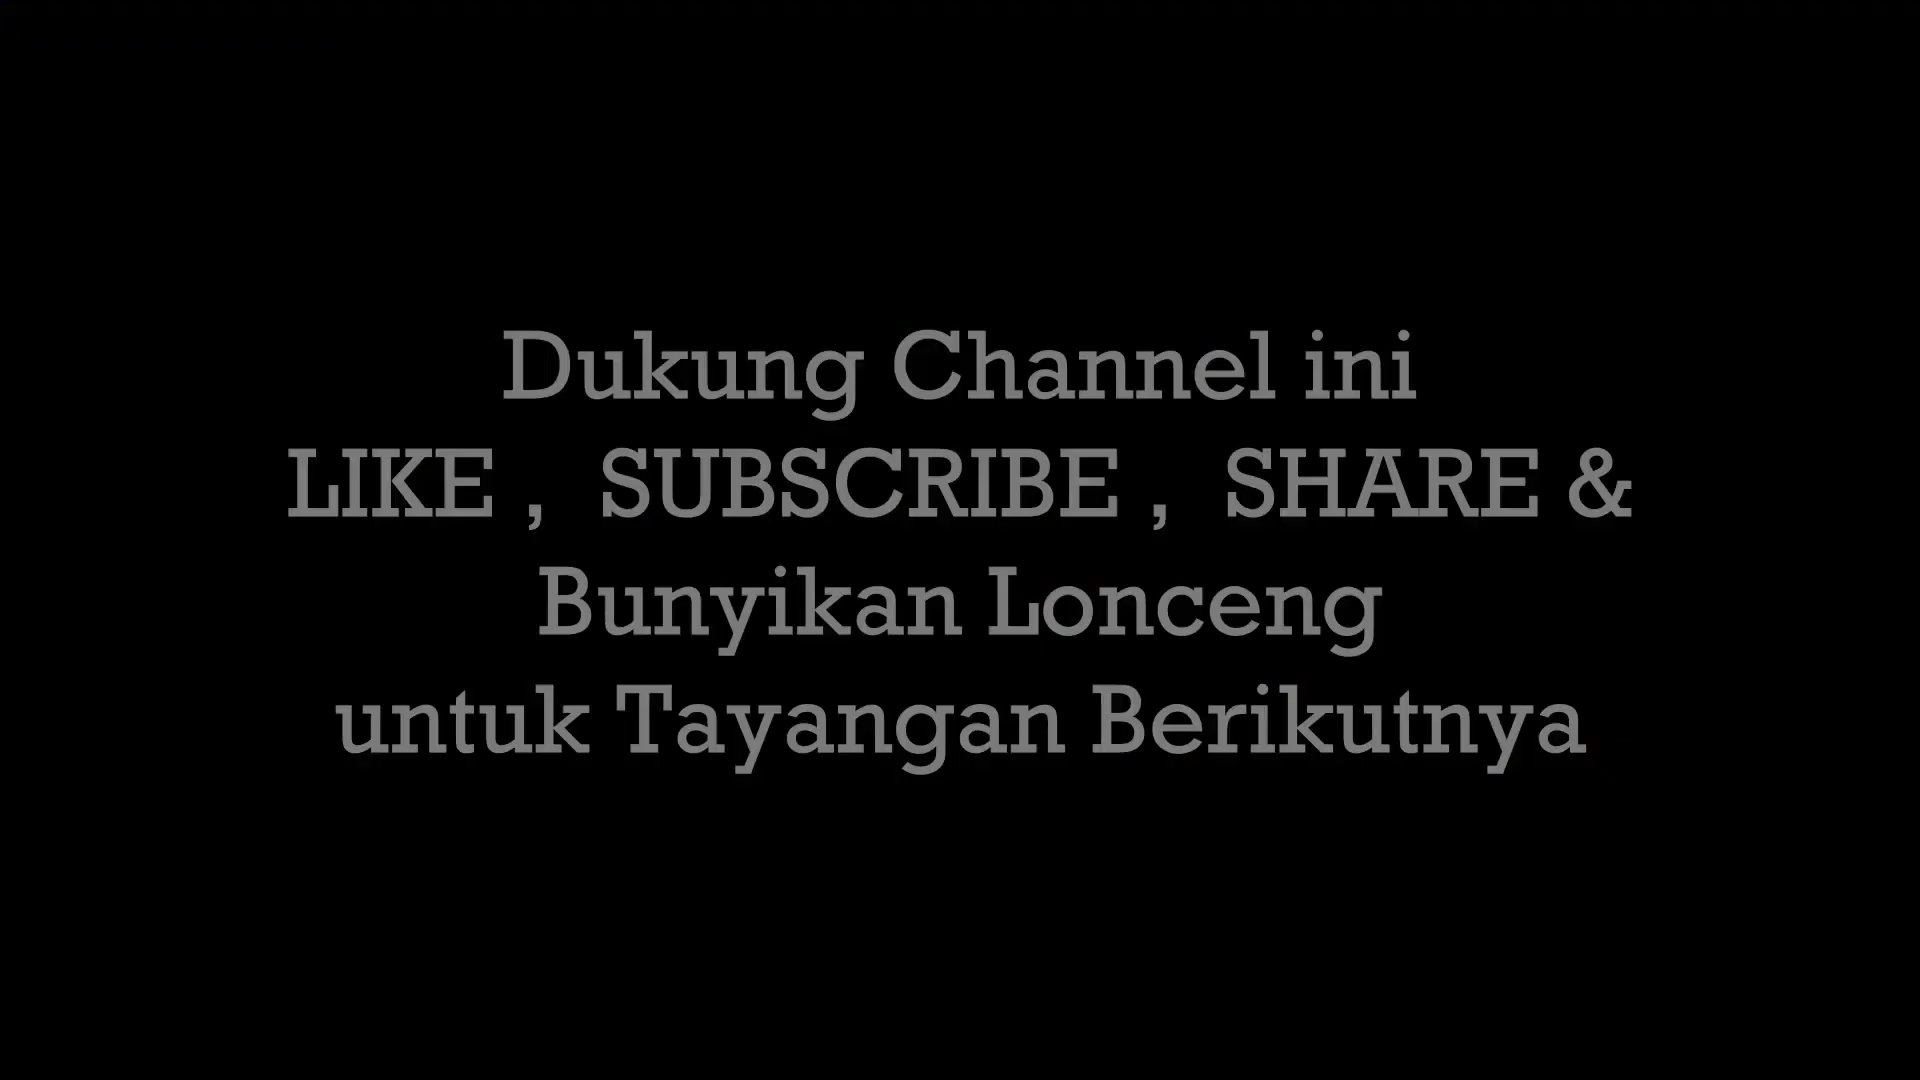 Dukung Channel ini
LIKE , SUBSCRIBE , SHARE &
Bunyikan Lonceng
untuk Tayangan Berikutnya